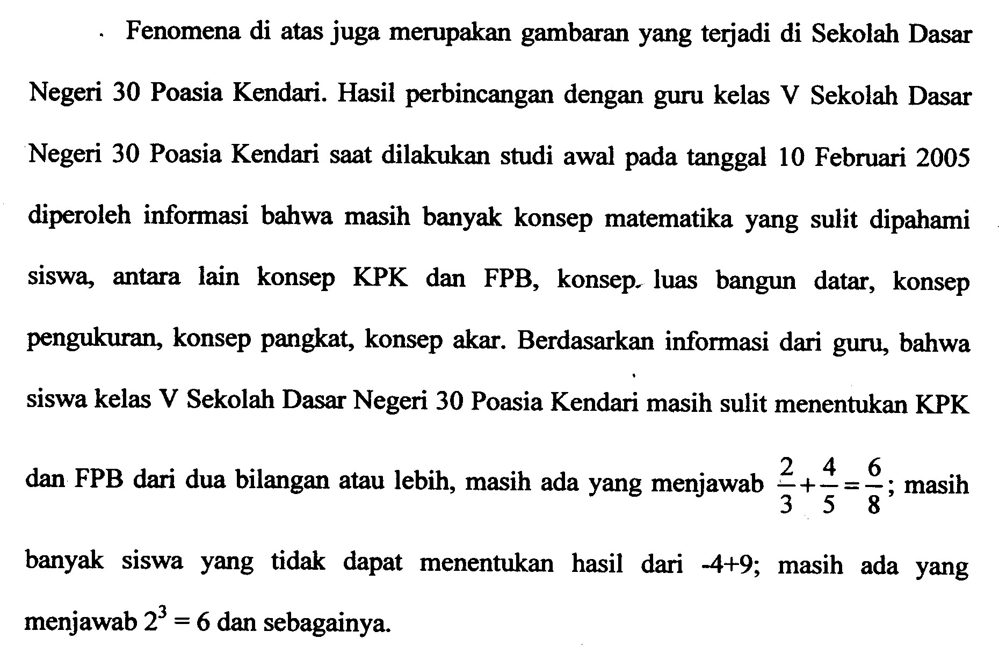 Fenomena di atas juga merupakan gambaran yang terjadi di Sekolah Dasar
Negeri 30 Poasia Kendari. Hasil perbincangan dengan guru kelas V Sekolah Dasar
Negeri 30 Poasia Kendari saat dilakukan studi awal pada tanggal 10 Februari 2005
diperoleh informasi bahwa masih banyak konsep matematika yang sulit dipahami
siswa, antara lain konsep KPK dan FPB, konsep luas bangun datar, konsep
pengukuran, konsep pangkat, konsep akar. Berdasarkan informasi dari guru, bahwa
siswa kelas V Sekolah Dasar Negeri 30 Poasia Kendari masih sulit menentukan KPK
dan FPB dari dua bilangan atau lebih, masih ada yang menjawab 2/3 + 4/5 = 6/8; masih
banyak siswa yang tidak dapat menentukan hasil dari -4+9; masih ada yang
menjawab 2³ = 6 dan sebagainya.